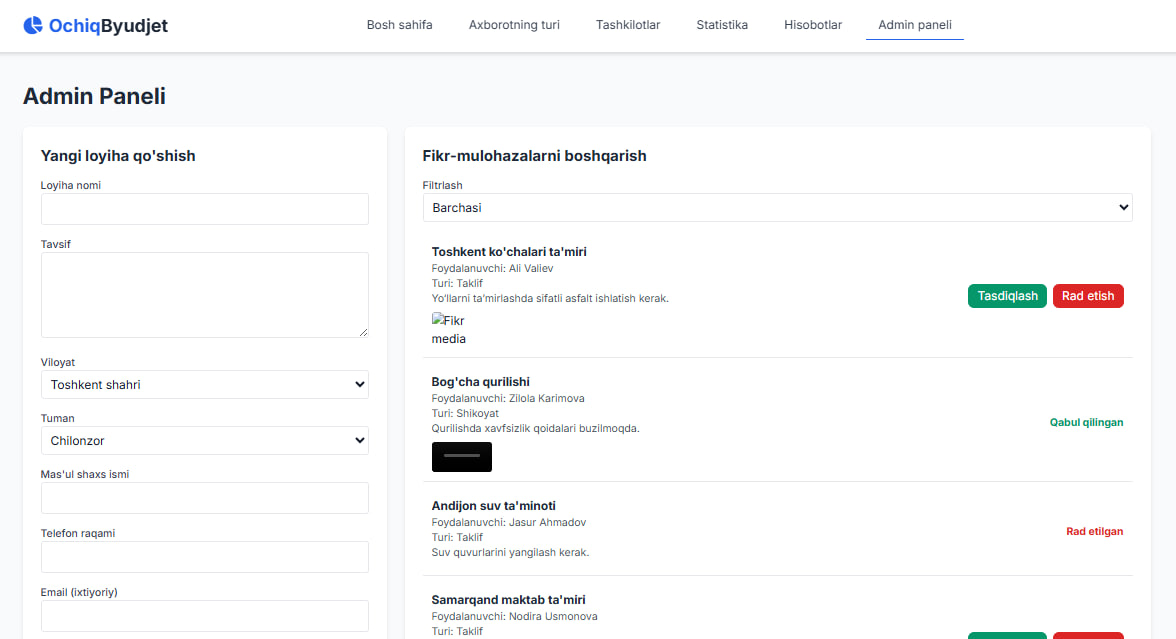 OchiqByudjet
Bosh sahifa
Axborotning turi
Tashkilotlar
Statistika
Hisobotlar
Admin paneli
Admin Paneli
Yangi loyiha qo'shish
Loyiha nomi
Tavsif
Viloyat
Toshkent shahri
Tuman
Chilonzor
Mas'ul shaxs ismi
Telefon raqami
Email (ixtiyoriy)
Fikr-mulohazalarni boshqarish
Filtrlash
Barchasi
Toshkent ko'chalari ta'miri
Foydalanuvchi: Ali Valiev
Turi: Taklif
Yo'llarni ta'mirlashda sifatli asfalt ishlatish kerak.
Fikr
media
Tasdiqlash
Rad etish
Bog'cha qurilishi
Foydalanuvchi: Zilola Karimova
Turi: Shikoyat
Qurilishda xavfsizlik qoidalari buzilmoqda.
Qabul qilingan
Andijon suv ta'minoti
Foydalanuvchi: Jasur Ahmadov
Turi: Taklif
Suv quvurlarini yangilash kerak.
Rad etilgan
Samarqand maktab ta'miri
Foydalanuvchi: Nodira Usmonova
Turi: Taklif